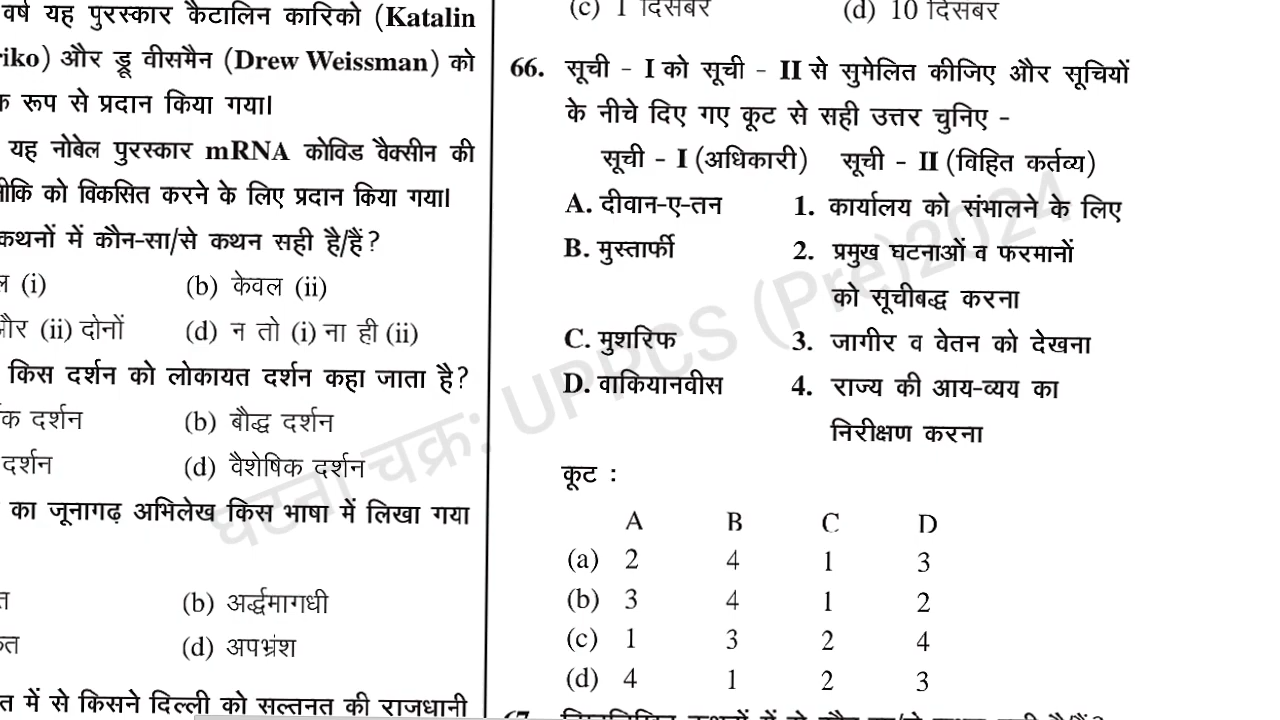 वर्ष यह पुरस्कार कैटालिन कारिको (Katalin
riko) और ड्रू वीसमैन (Drew Weissman) को
रूप से प्रदान किया गया।
यह नोबेल पुरस्कार mRNA कोविड वैक्सीन की
को विकसित करने के लिए प्रदान किया गया।
कथनों में कौन-सा/से कथन सही है/हैं?
(i) (b) केवल (ii)
और (ii) दोनों (d) न तो (i) ना ही (ii)
किस दर्शन को लोकायत दर्शन कहा जाता है?
दर्शन (b) बौद्ध दर्शन
दर्शन (d) वैशेषिक दर्शन
का जूनागढ़ अभिलेख किस भाषा में लिखा गया
(b) अर्द्धमागधी
(d) अपभ्रंश
में से किसने दिल्ली को सल्तनत की राजधानी
(c) 1 दिसंबर (d) 10 दिसंबर
66. सूची - I को सूची - II से सुमेलित कीजिए और सूचियों
के नीचे दिए गए कूट से सही उत्तर चुनिए -
सूची - I (अधिकारी) सूची - II (विहित कर्तव्य)
A. दीवान-ए-तन 1. कार्यालय को संभालने के लिए
B. मुस्तार्फी 2. प्रमुख घटनाओं व फरमानों
को सूचीबद्ध करना
C. मुशरिफ 3. जागीर व वेतन को देखना
D. वाकियानवीस 4. राज्य की आय-व्यय का
निरीक्षण करना
कूट :
A B C D
(a) 2 4 1 3
(b) 3 4 1 2
(c) 1 3 2 4
(d) 4 1 2 3
घटना चक्र: UPPCS (Pre) 2024